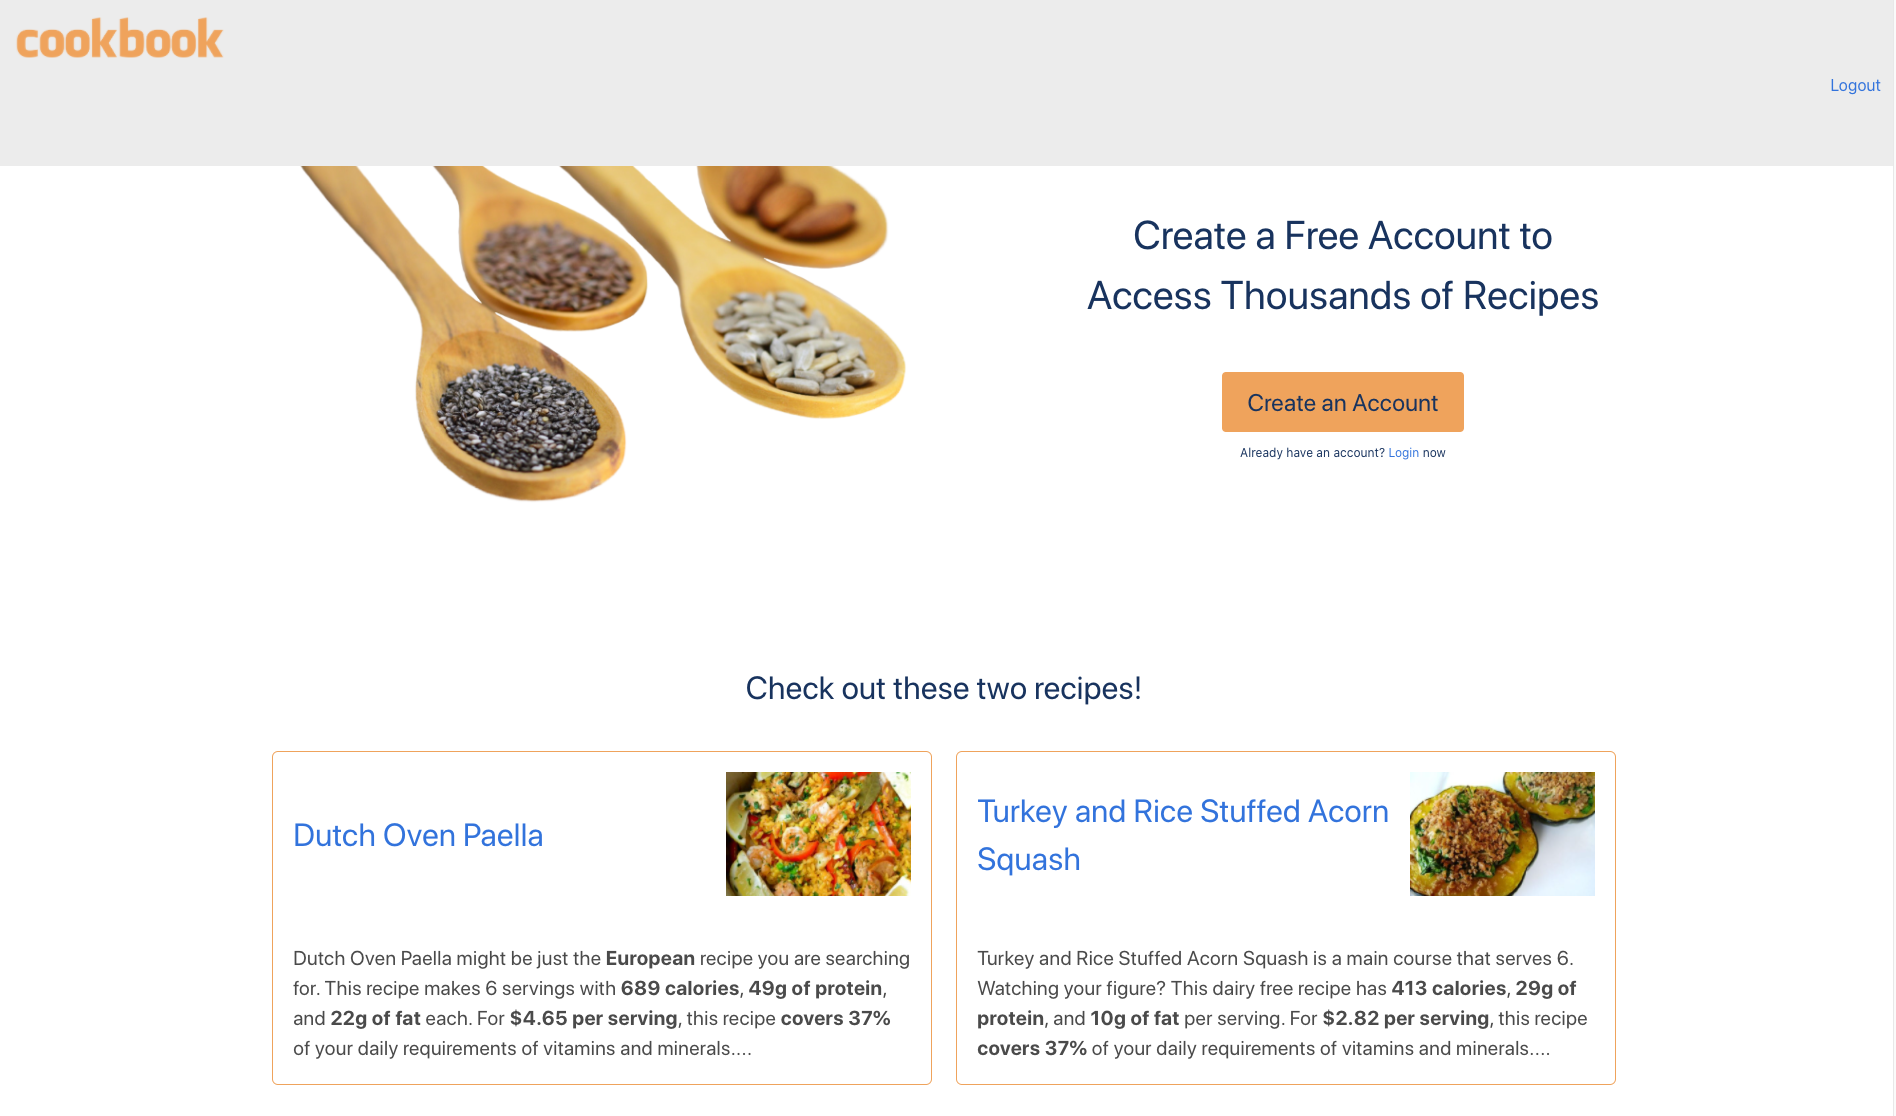 cookbook
Logout
Create a Free Account to
Access Thousands of Recipes
Create an Account
Already have an account? Login now
Check out these two recipes!
Dutch Oven Paella
Dutch Oven Paella might be just the European recipe you are searching
for. This recipe makes 6 servings with 689 calories, 49g of protein,
and 22g of fat each. For $4.65 per serving, this recipe covers 37%
of your daily requirements of vitamins and minerals....
Turkey and Rice Stuffed Acorn
Squash
Turkey and Rice Stuffed Acorn Squash is a main course that serves 6.
Watching your figure? This dairy free recipe has 413 calories, 29g of
protein, and 10g of fat per serving. For $2.82 per serving, this recipe
covers 37% of your daily requirements of vitamins and minerals....